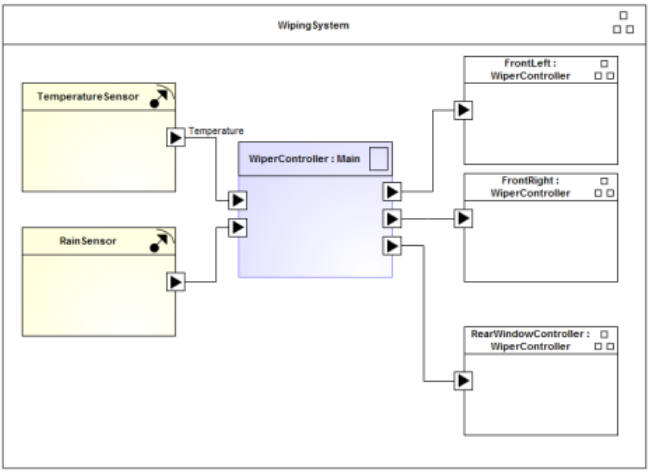 WipingSystem
TemperatureSensor
Temperature
RainSensor
WiperController : Main
FrontLeft :
WiperController
FrontRight :
WiperController
RearWindowController :
WiperController